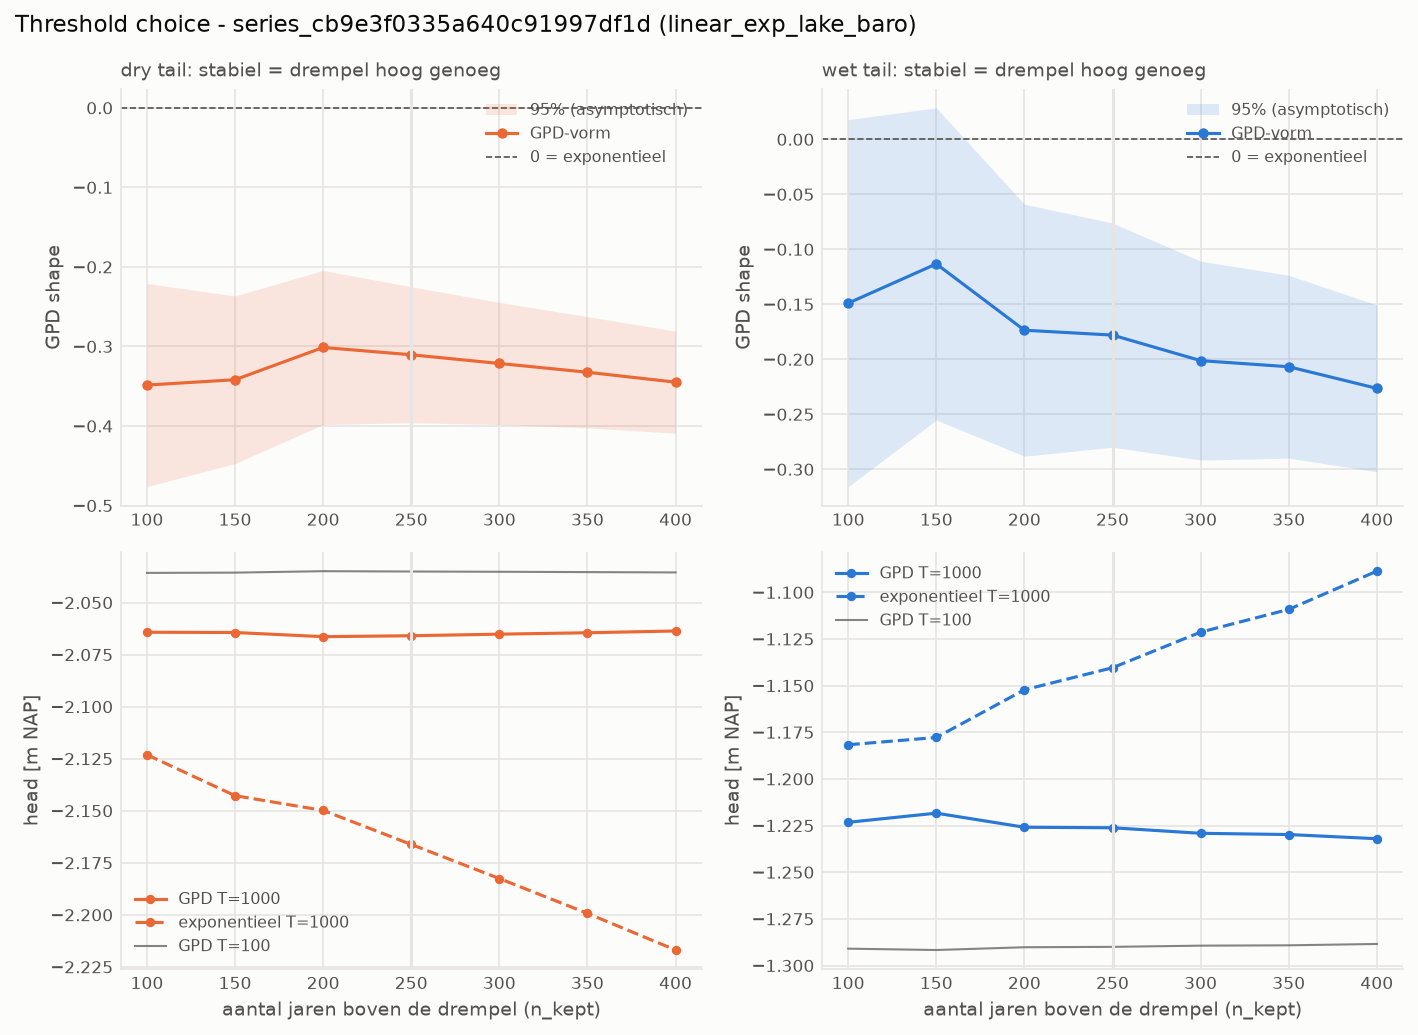 Threshold choice - series_cb9e3f0335a640c91997df1d (linear_exp_lake_baro)
dry tail: stabiel = drempel hoog genoeg
GPD shape
0.0
−0.1
−0.2
−0.3
−0.4
−0.5
95% (asymptotisch)
GPD-vorm
0 = exponentieel
100 150 200 250 300 350 400
wet tail: stabiel = drempel hoog genoeg
GPD shape
0.00
−0.05
−0.10
−0.15
−0.20
−0.25
−0.30
95% (asymptotisch)
GPD-vorm
0 = exponentieel
100 150 200 250 300 350 400
head [m NAP]
−2.050
−2.075
−2.100
−2.125
−2.150
−2.175
−2.200
−2.225
GPD T=1000
exponentieel T=1000
GPD T=100
100 150 200 250 300 350 400
aantal jaren boven de drempel (n_kept)
head [m NAP]
−1.100
−1.125
−1.150
−1.175
−1.200
−1.225
−1.250
−1.275
−1.300
GPD T=1000
exponentieel T=1000
GPD T=100
100 150 200 250 300 350 400
aantal jaren boven de drempel (n_kept)